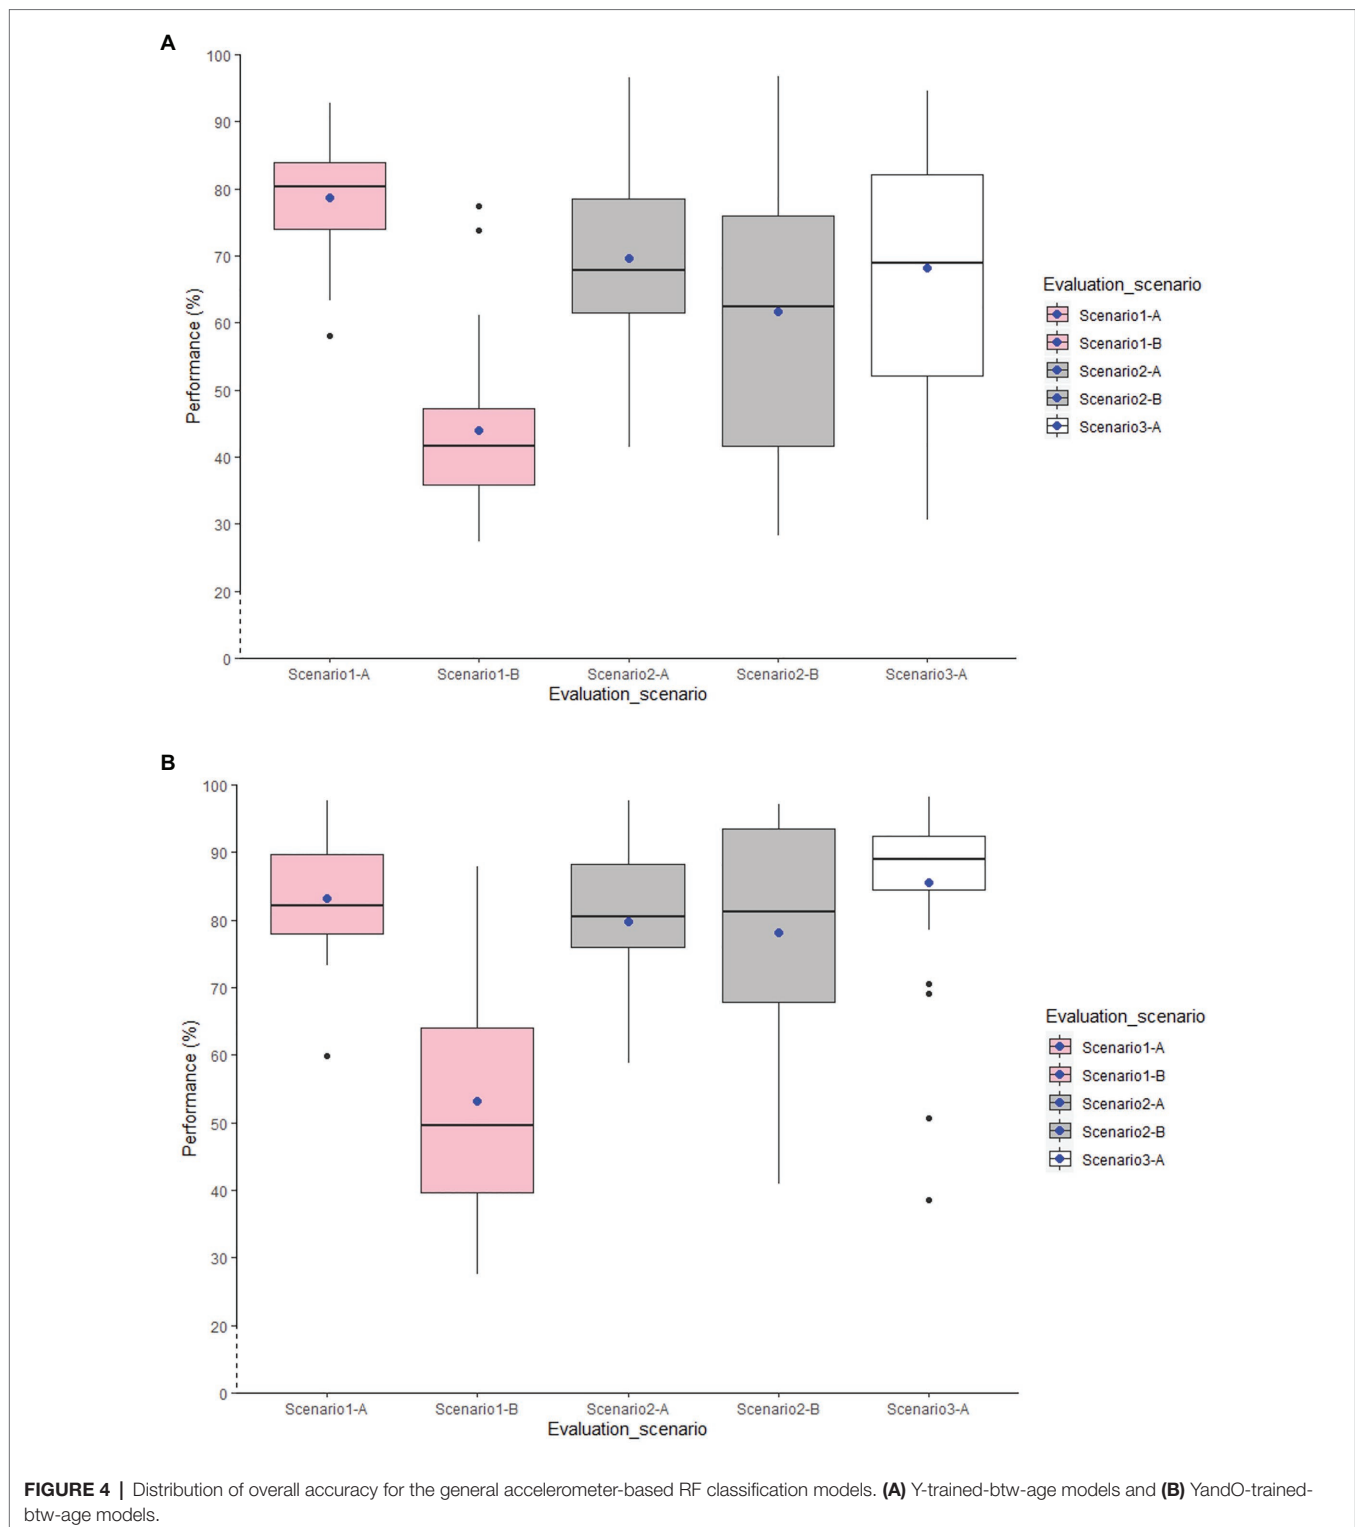 A
100
90
80
70
60
50
40
30
20
0
Performance (%)
Scenario1-A Scenario1-B Scenario2-A Scenario2-B Scenario3-A
Evaluation_scenario
Evaluation_scenario
Scenario1-A
Scenario1-B
Scenario2-A
Scenario2-B
Scenario3-A
B
100
90
80
70
60
50
40
30
20
0
Performance (%)
Scenario1-A Scenario1-B Scenario2-A Scenario2-B Scenario3-A
Evaluation_scenario
Evaluation_scenario
Scenario1-A
Scenario1-B
Scenario2-A
Scenario2-B
Scenario3-A
FIGURE 4 | Distribution of overall accuracy for the general accelerometer-based RF classification models. (A) Y-trained-btw-age models and (B) YandO-trained-
btw-age models.